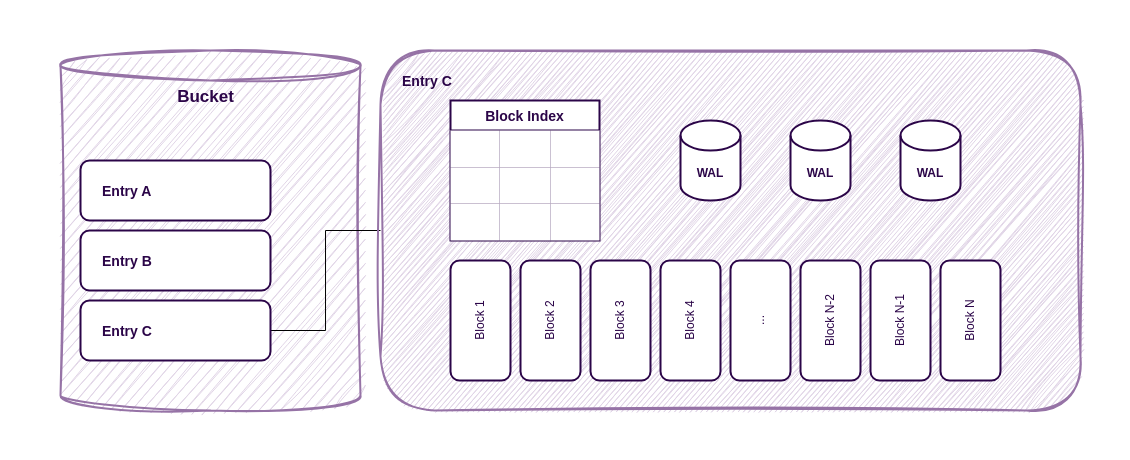 Bucket
Entry A
Entry B
Entry C
Entry C
Block Index
WAL
WAL
WAL
Block 1
Block 2
Block 3
Block 4
...
Block N-2
Block N-1
Block N